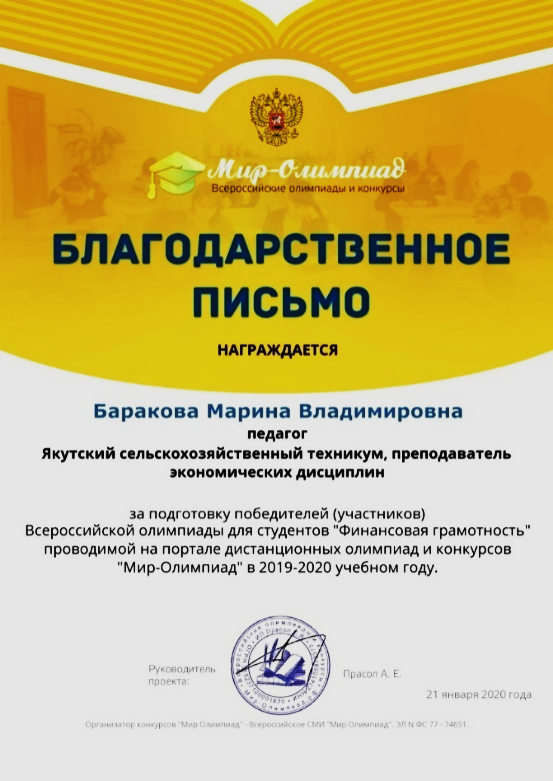 Мир-Олимпиад
Всероссийские олимпиады и конкурсы
БЛАГОДАРСТВЕННОЕ
ПИСЬМО
НАГРАЖДАЕТСЯ
Баракова Марина Владимировна
педагог
Якутский сельскохозяйственный техникум, преподаватель
экономических дисциплин
за подготовку победителей (участников)
Всероссийской олимпиады для студентов "Финансовая грамотность"
проводимой на портале дистанционных олимпиад и конкурсов
"Мир-Олимпиад" в 2019-2020 учебном году.
Руководитель
проекта:
Прасол А. Е.
21 января 2020 года
Организатор конкурсов "Мир Олимпиад" - Всероссийское СМИ "Мир Олимпиад". ЭЛ N ФС 77 - 74651.